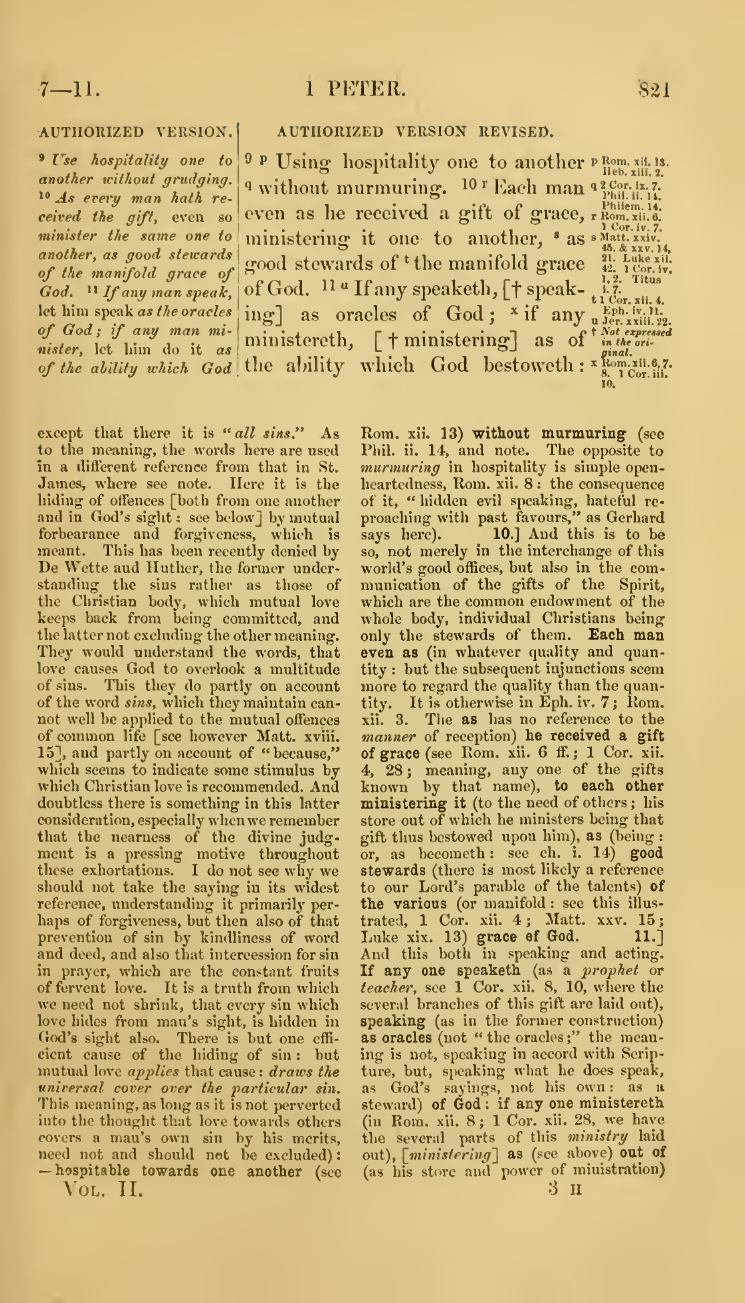 7—11.
1 PETER.
821
AUTHORIZED VERSION.
9 Use hospitality one to
another without grudging.
10 As every man hath re-
ceived the gift, even so
minister the same one to
another, as good stewards
of the manifold grace of
God. 11 If any man speak,
let him speak as the oracles
of God; if any man mi-
nister, let him do it as
of the ability which God
AUTHORIZED VERSION REVISED.
9 p Using hospitality one to another
q without murmuring. 10 r Each man
even as he received a gift of grace,
ministering it one to another, s as
good stewards of t the manifold grace
of God. 11 u If any speaketh, [† speak-
ing] as oracles of God; x if any
ministereth, [† ministering] as of
the ability which God bestoweth:
p Rom. xii. 13.
Heb. xiii. 2.
q 2 Cor. ix. 7.
Phil. ii. 14.
Philem. 14.
r Rom. xii. 6.
1 Cor. iv. 7.
s Matt. xxiv.
45. & xxv. 14,
21. Luke xii.
42. 1 Cor. iv.
1, 2. Titus
i. 7.
t 1 Cor. xii. 4.
Eph. iv. 11.
u Jer. xxiii. 22.
† Not expressed
in the ori-
ginal.
x Rom. xii. 6, 7.
8. 1 Cor. iii.
10.
except that there it is "all sins." As
to the meaning, the words here are used
in a different reference from that in St.
James, where see note. Here it is the
hiding of offences [both from one another
and in God's sight: see below] by mutual
forbearance and forgiveness, which is
meant. This has been recently denied by
De Wette and Huther, the former under-
standing the sins rather as those of
the Christian body, which mutual love
keeps back from being committed, and
the latter not excluding the other meaning.
They would understand the words, that
love causes God to overlook a multitude
of sins. This they do partly on account
of the word sins, which they maintain can-
not well be applied to the mutual offences
of common life [see however Matt. xviii.
15], and partly on account of "because,"
which seems to indicate some stimulus by
which Christian love is recommended. And
doubtless there is something in this latter
consideration, especially when we remember
that the nearness of the divine judg-
ment is a pressing motive throughout
these exhortations. I do not see why we
should not take the saying in its widest
reference, understanding it primarily per-
haps of forgiveness, but then also of that
prevention of sin by kindliness of word
and deed, and also that intercession for sin
in prayer, which are the constant fruits
of fervent love. It is a truth from which
we need not shrink, that every sin which
love hides from man's sight, is hidden in
God's sight also. There is but one effi-
cient cause of the hiding of sin: but
mutual love applies that cause: draws the
universal cover over the particular sin.
This meaning, as long as it is not perverted
into the thought that love towards others
covers a man's own sin by his merits,
need not and should not be excluded):
—hospitable towards one another (see
VOL. II.
Rom. xii. 13) without murmuring (see
Phil. ii. 14, and note. The opposite to
murmuring in hospitality is simple open-
heartedness, Rom. xii. 8: the consequence
of it, "hidden evil speaking, hateful re-
proaching with past favours," as Gerhard
says here). 10.] And this is to be
so, not merely in the interchange of this
world's good offices, but also in the com-
munication of the gifts of the Spirit,
which are the common endowment of the
whole body, individual Christians being
only the stewards of them. Each man
even as (in whatever quality and quan-
tity: but the subsequent injunctions seem
more to regard the quality than the quan-
tity. It is otherwise in Eph. iv. 7; Rom.
xii. 3. The as has no reference to the
manner of reception) he received a gift
of grace (see Rom. xii. 6 ff.; 1 Cor. xii.
4, 28; meaning, any one of the gifts
known by that name), to each other
ministering it (to the need of others; his
store out of which he ministers being that
gift thus bestowed upon him), as (being:
or, as becometh: see ch. i. 14) good
stewards (there is most likely a reference
to our Lord's parable of the talents) of
the various (or manifold: see this illus-
trated, 1 Cor. xii. 4; Matt. xxv. 15;
Luke xix. 13) grace of God. 11.]
And this both in speaking and acting.
If any one speaketh (as a prophet or
teacher, see 1 Cor. xii. 8, 10, where the
several branches of this gift are laid out),
speaking (as in the former construction)
as oracles (not "the oracles;" the mean-
ing is not, speaking in accord with Scrip-
ture, but, speaking what he does speak,
as God's sayings, not his own: as a
steward) of God: if any one ministereth
(in Rom. xii. 8; 1 Cor. xii. 28, we have
the several parts of this ministry laid
out), [ministering] as (see above) out of
(as his store and power of ministration)
3 H